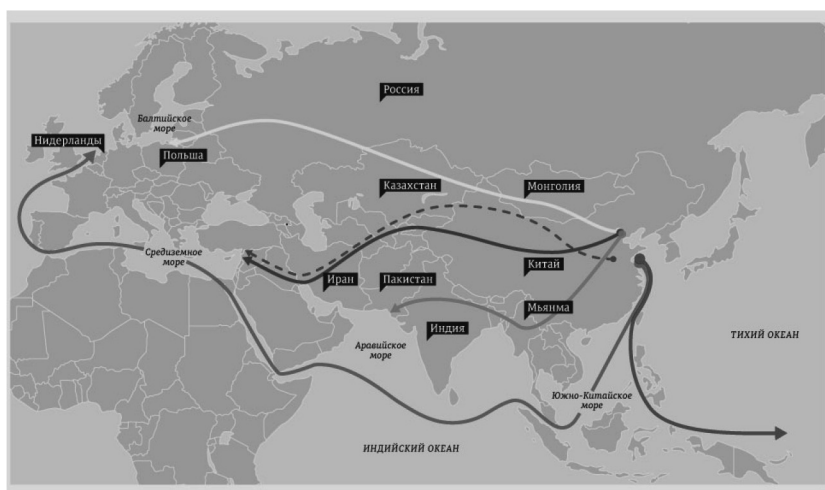 Россия
Балтийское
море
Нидерланды
Польша
Казахстан
Монголия
Средиземное
море
Иран
Пакистан
Китай
Мьянма
Индия
Аравийское
море
ТИХИЙ ОКЕАН
Южно-Китайское
море
ИНДИЙСКИЙ ОКЕАН